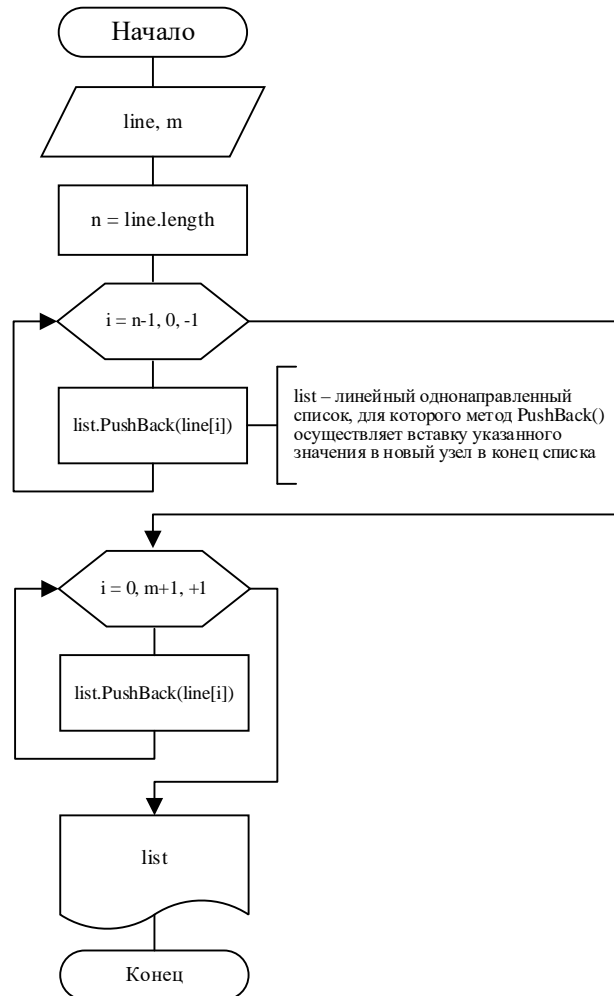 Начало
line, m
n = line.length
i = n-1, 0, -1
list.PushBack(line[i])
list – линейный однонаправленный
список, для которого метод PushBack()
осуществляет вставку указанного
значения в новый узел в конец списка
i = 0, m+1, +1
list.PushBack(line[i])
list
Конец